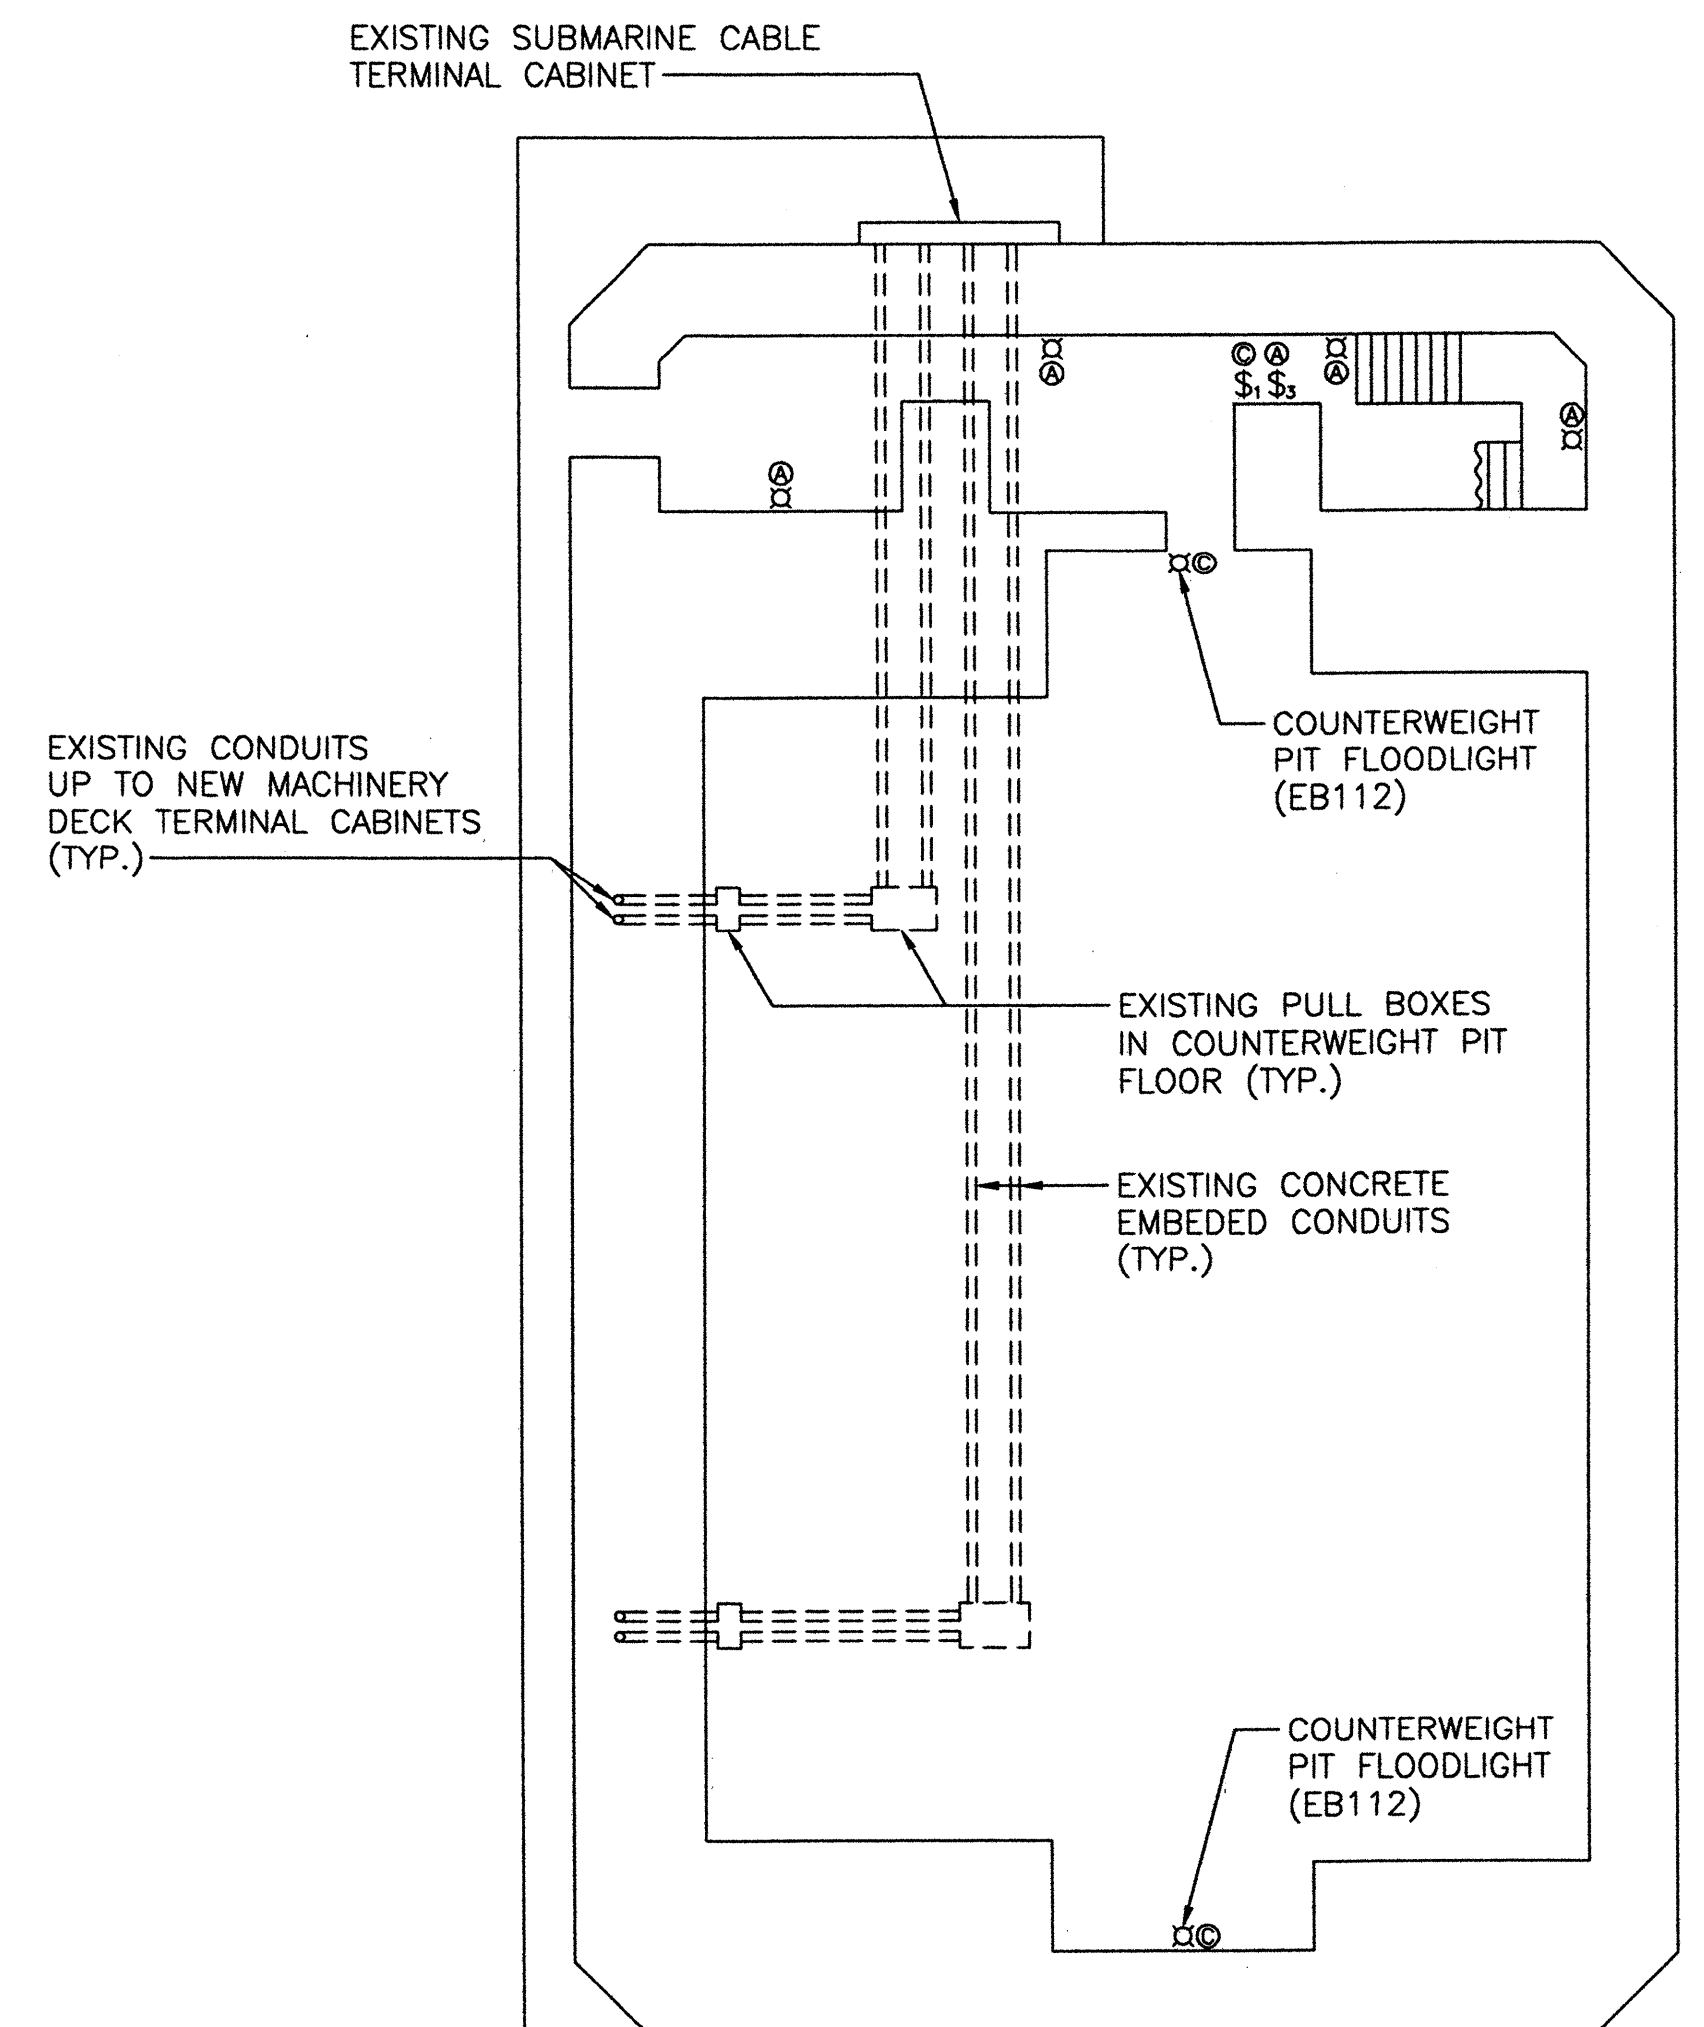 EXISTING SUBMARINE CABLE
TERMINAL CABINET
A
C A
$1 $3
A
A
A
C
COUNTERWEIGHT
PIT FLOODLIGHT
(EB112)
EXISTING CONDUITS
UP TO NEW MACHINERY
DECK TERMINAL CABINETS
(TYP.)
EXISTING PULL BOXES
IN COUNTERWEIGHT PIT
FLOOR (TYP.)
EXISTING CONCRETE
EMBEDED CONDUITS
(TYP.)
COUNTERWEIGHT
PIT FLOODLIGHT
(EB112)
C